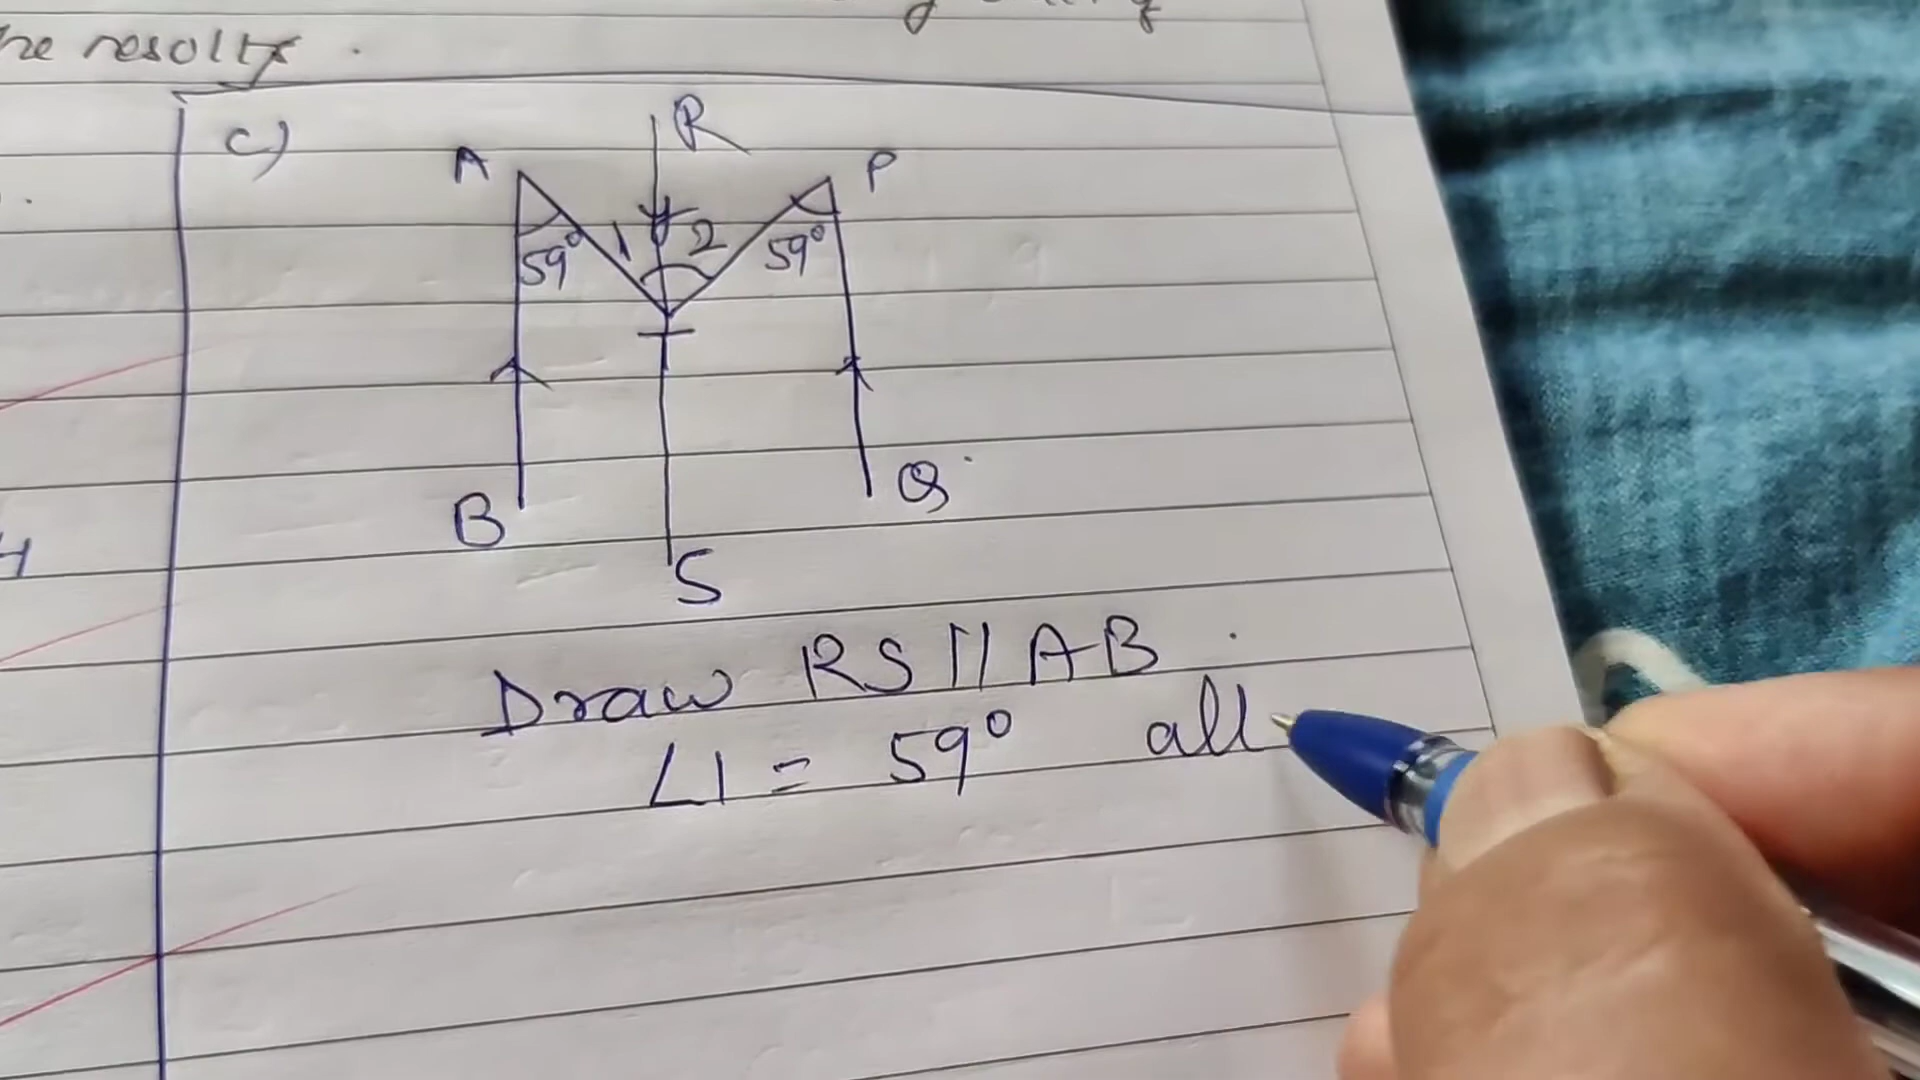 he results.
c)
R
A
P
1
2
59°
59°
B
Q
S
Draw RS || AB.
∠1 = 59° all